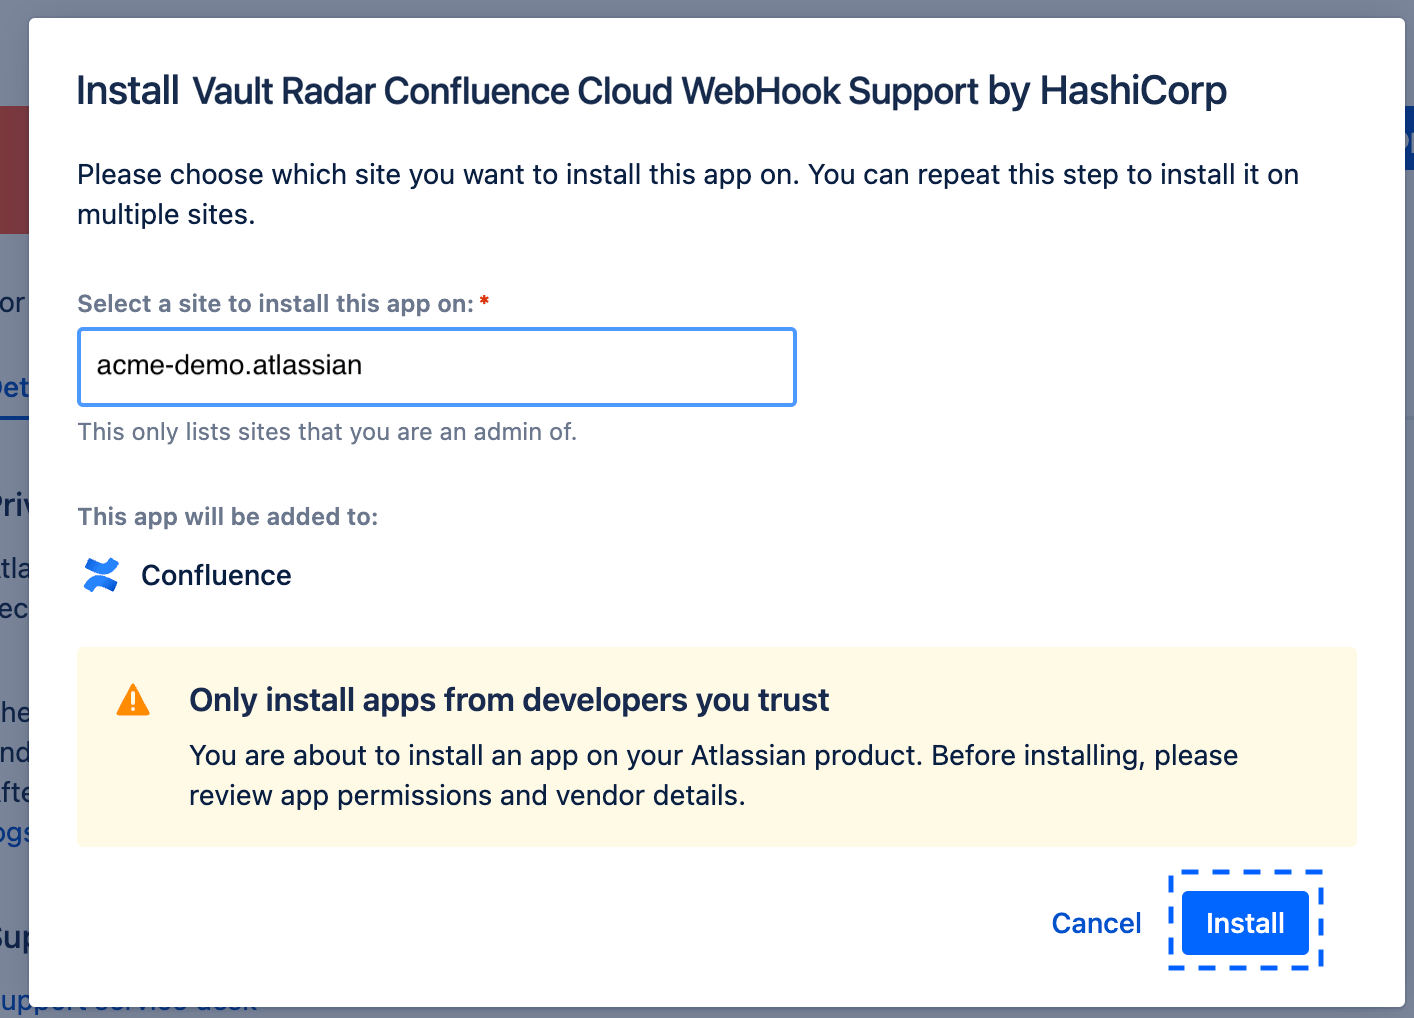 Install Vault Radar Confluence Cloud WebHook Support by HashiCorp
Please choose which site you want to install this app on. You can repeat this step to install it on
multiple sites.
Select a site to install this app on: *
acme-demo.atlassian
This only lists sites that you are an admin of.
This app will be added to:
Confluence
Only install apps from developers you trust
You are about to install an app on your Atlassian product. Before installing, please
review app permissions and vendor details.
Cancel
Install